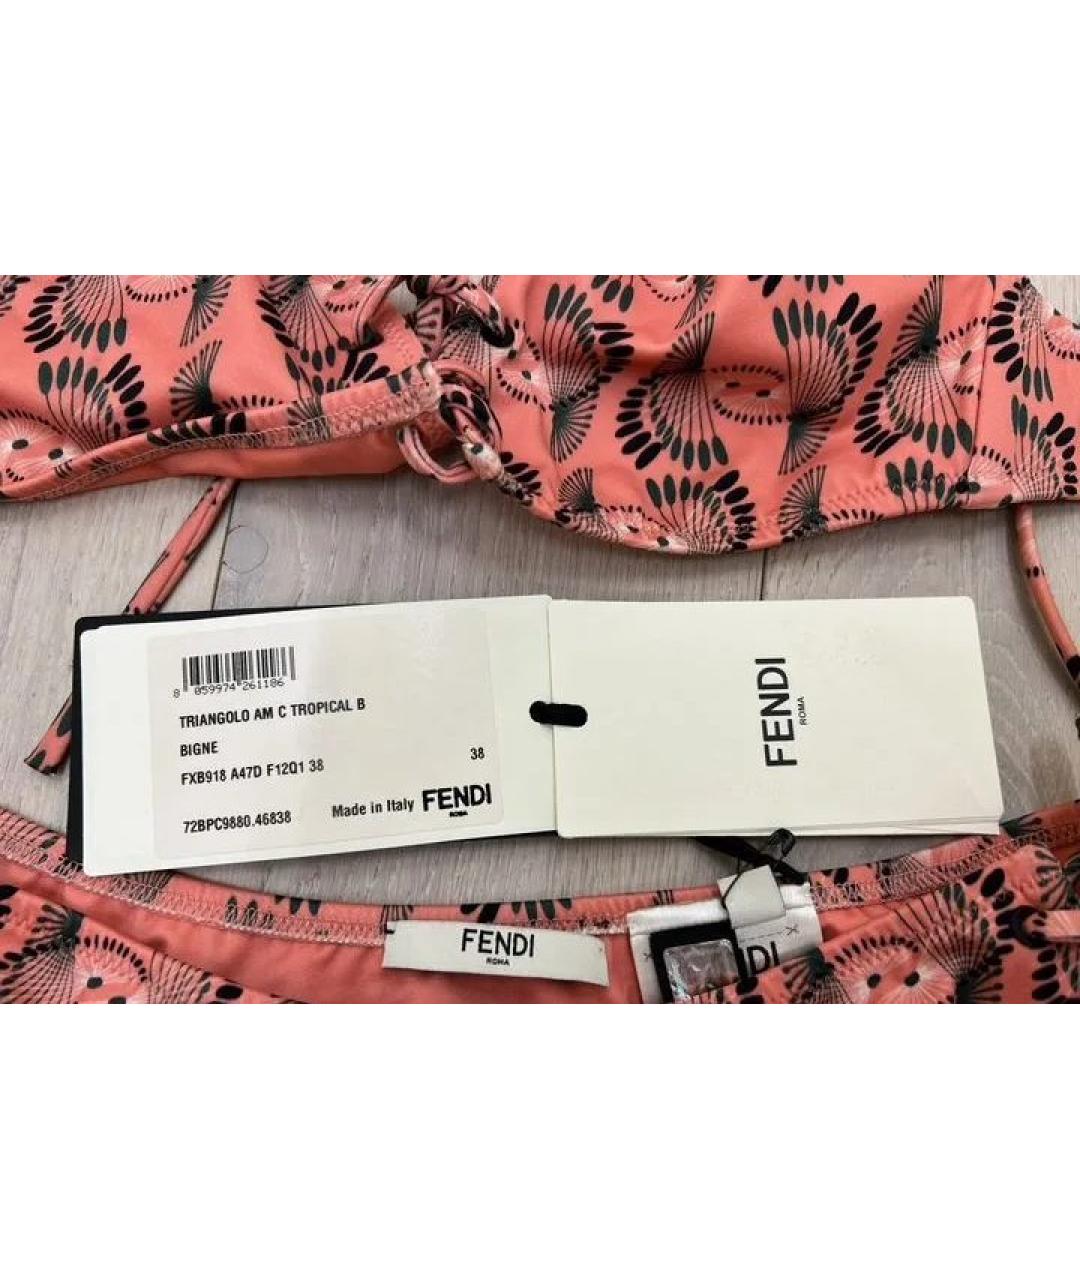 8 059974 261186
TRIANGOLO AM C TROPICAL B
BIGNE
FXB918 A47D F12Q1 38
38
72BPC9880.46838
Made in Italy FENDI
ROMA
FENDI
ROMA
FENDI
ROMA
DI